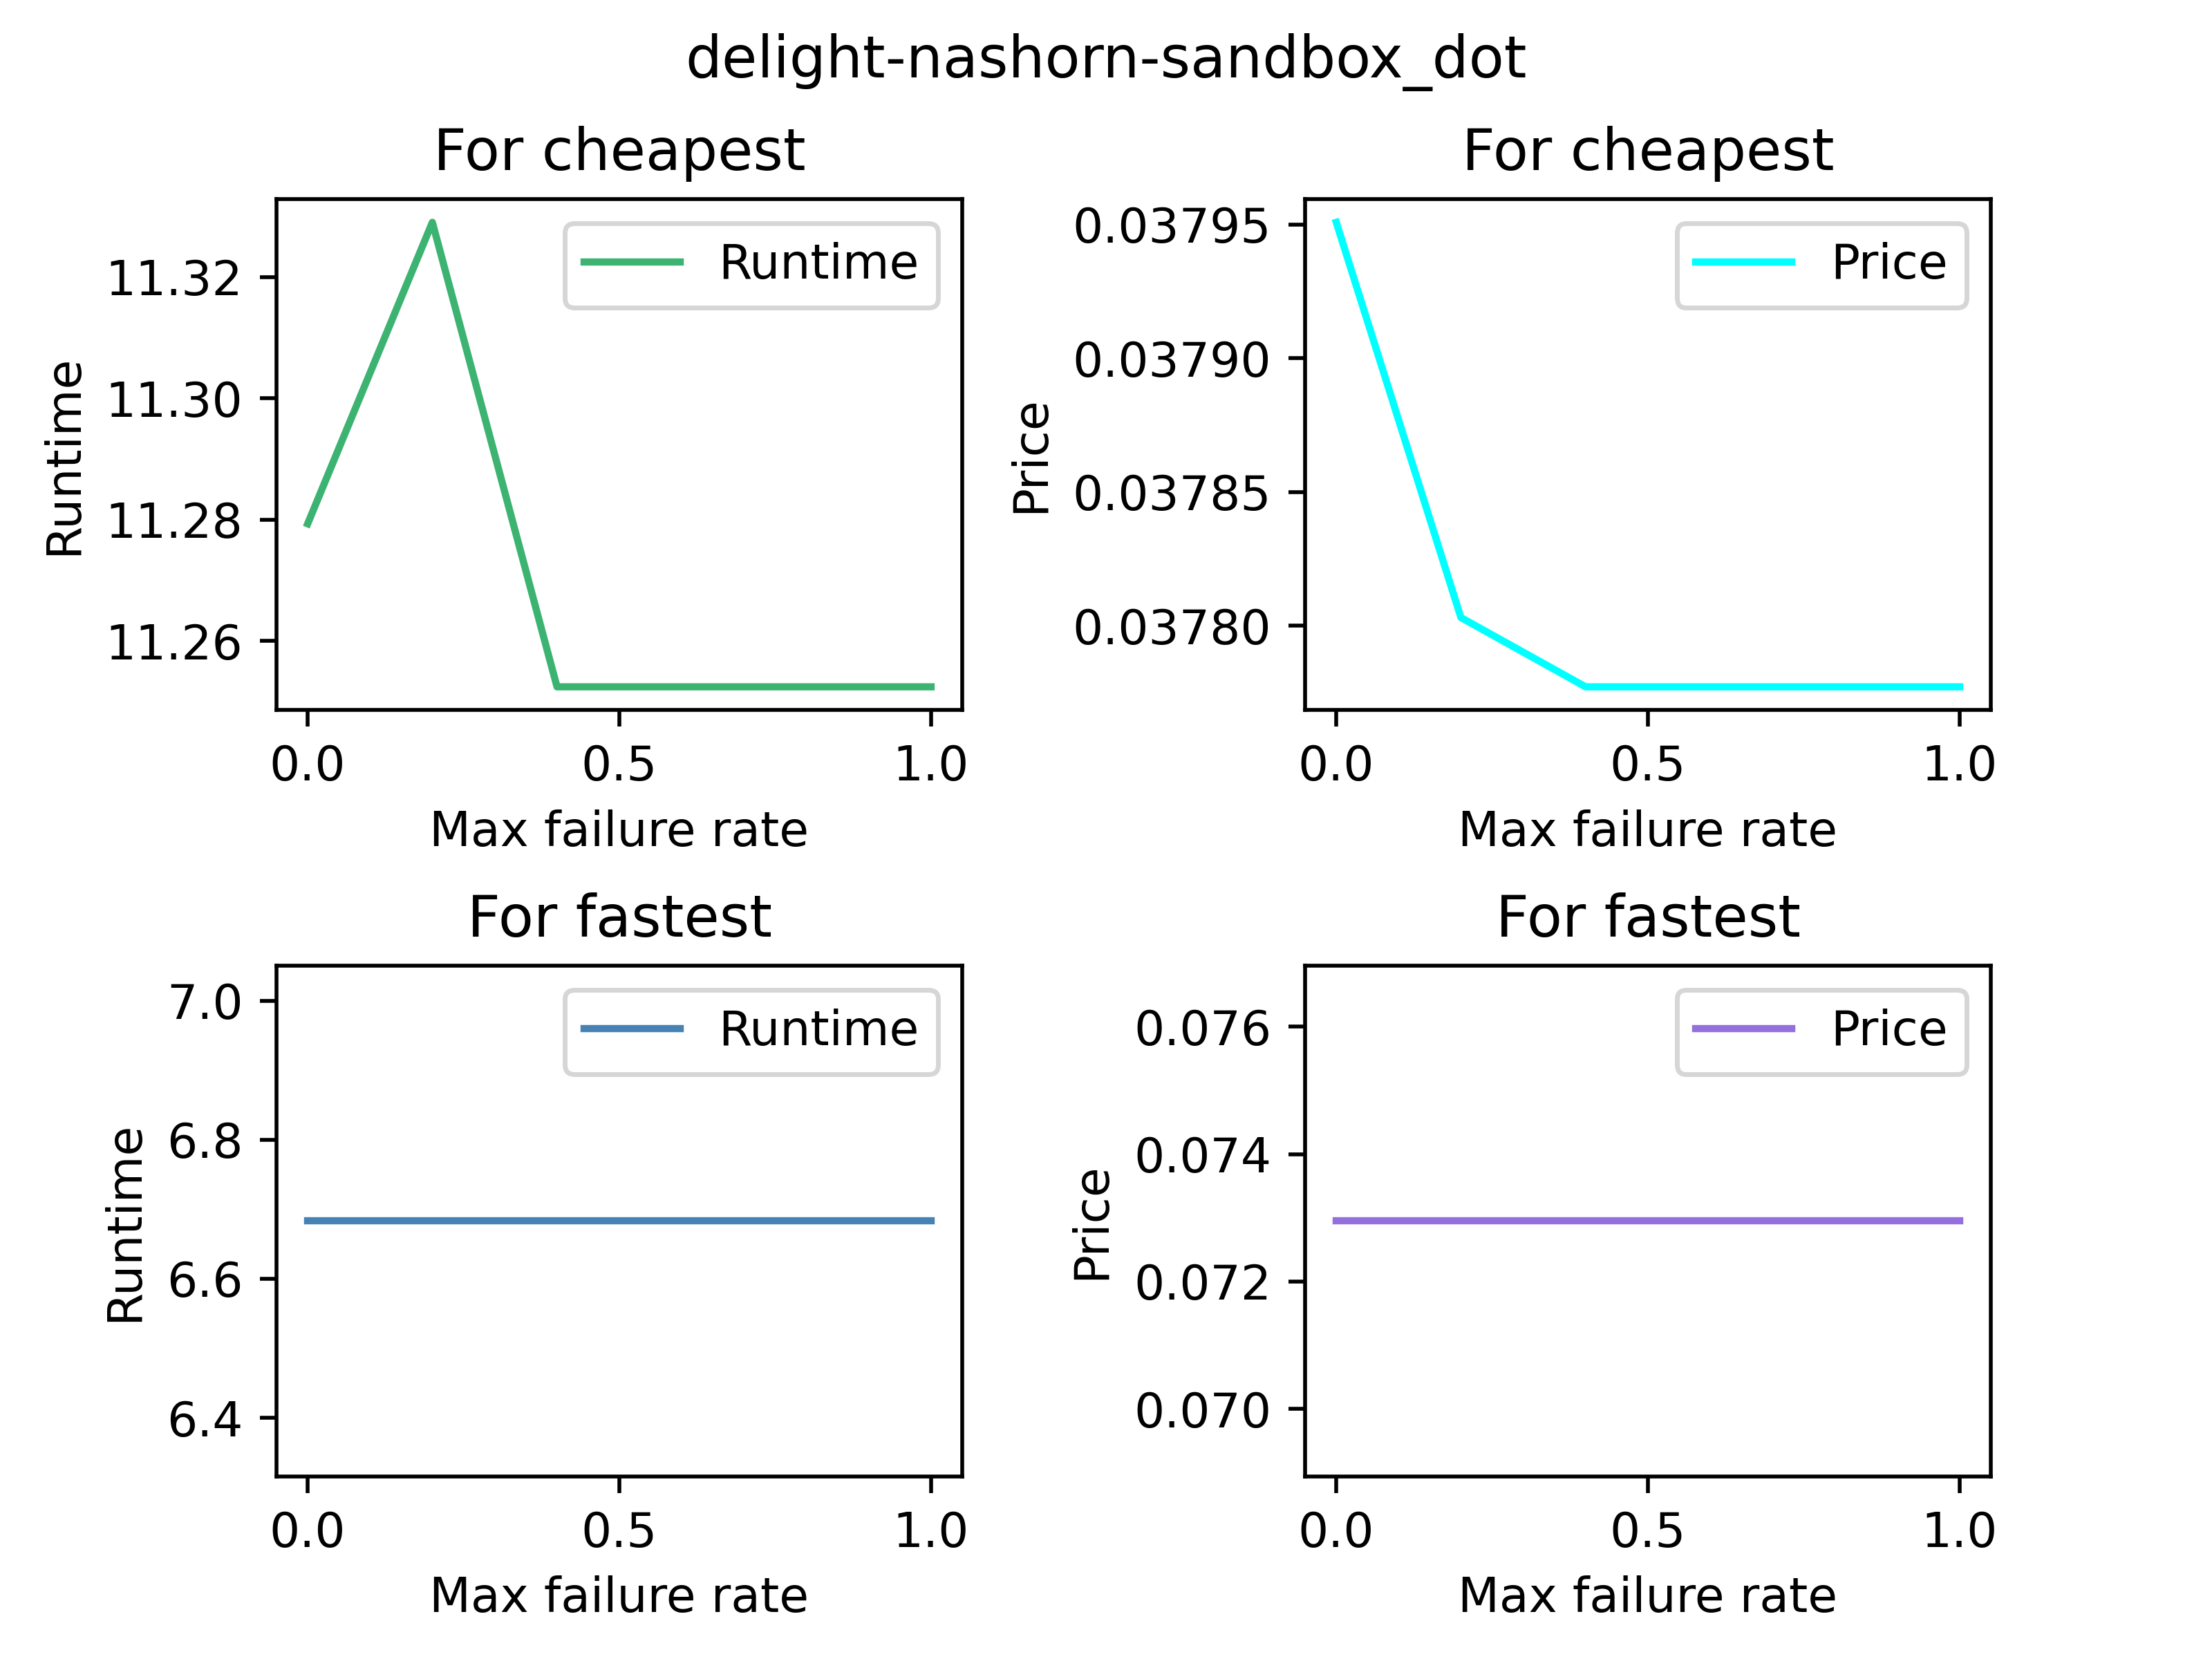 delight-nashorn-sandbox_dot
For cheapest
Runtime
11.32
11.30
11.28
11.26
Runtime
0.0 0.5 1.0
Max failure rate
For cheapest
Price
0.03795
0.03790
0.03785
0.03780
Price
0.0 0.5 1.0
Max failure rate
For fastest
Runtime
7.0
6.8
6.6
6.4
Runtime
0.0 0.5 1.0
Max failure rate
For fastest
Price
0.076
0.074
0.072
0.070
Price
0.0 0.5 1.0
Max failure rate